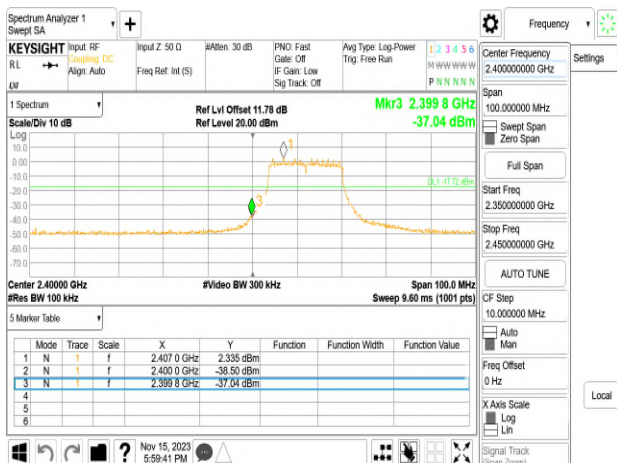 Spectrum Analyzer 1
Swept SA
+
Frequency
KEYSIGHT
Input: RF
Coupling: DC
Align: Auto
Input Z: 50 Ω
Freq Ref: Int (S)
#Atten: 30 dB
PNO: Fast
Gate: Off
IF Gain: Low
Sig Track: Off
Avg Type: Log-Power
Trig: Free Run
1 2 3 4 5 6
M W W W W W
P N N N N N
RL
Center Frequency
2.400000000 GHz
Settings
Span
100.000000 MHz
Swept Span
Zero Span
Full Span
Start Freq
2.350000000 GHz
Stop Freq
2.450000000 GHz
AUTO TUNE
CF Step
10.000000 MHz
Auto
Man
Freq Offset
0 Hz
X Axis Scale
Log
Lin
Signal Track
(Span Zoom)
Local
1 Spectrum
Scale/Div 10 dB
Ref Lvl Offset 11.78 dB
Ref Level 20.00 dBm
Mkr3 2.399 8 GHz
-37.04 dBm
Log
10.0
0.00
-10.0
-20.0
-30.0
-40.0
-50.0
-60.0
-70.0
1
3
DL1 -17.72 dBm
Center 2.40000 GHz
#Res BW 100 kHz
#Video BW 300 kHz
Span 100.0 MHz
Sweep 9.60 ms (1001 pts)
5 Marker Table
Mode Trace Scale X Y Function Function Width Function Value
1 N 1 f 2.407 0 GHz 2.335 dBm
2 N 1 f 2.400 0 GHz -38.50 dBm
3 N 1 f 2.399 8 GHz -37.04 dBm
4
5
6
?
Nov 15, 2023
5:59:41 PM